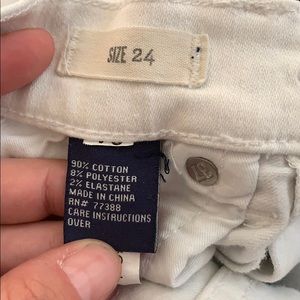 SIZE 24
90% COTTON
8% POLYESTER
2% ELASTANE
MADE IN CHINA
RN# 77388
CARE INSTRUCTIONS
OVER